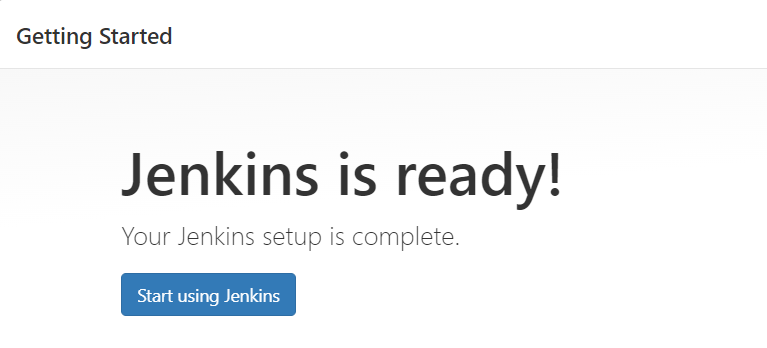 Getting Started
Jenkins is ready!
Your Jenkins setup is complete.
Start using Jenkins